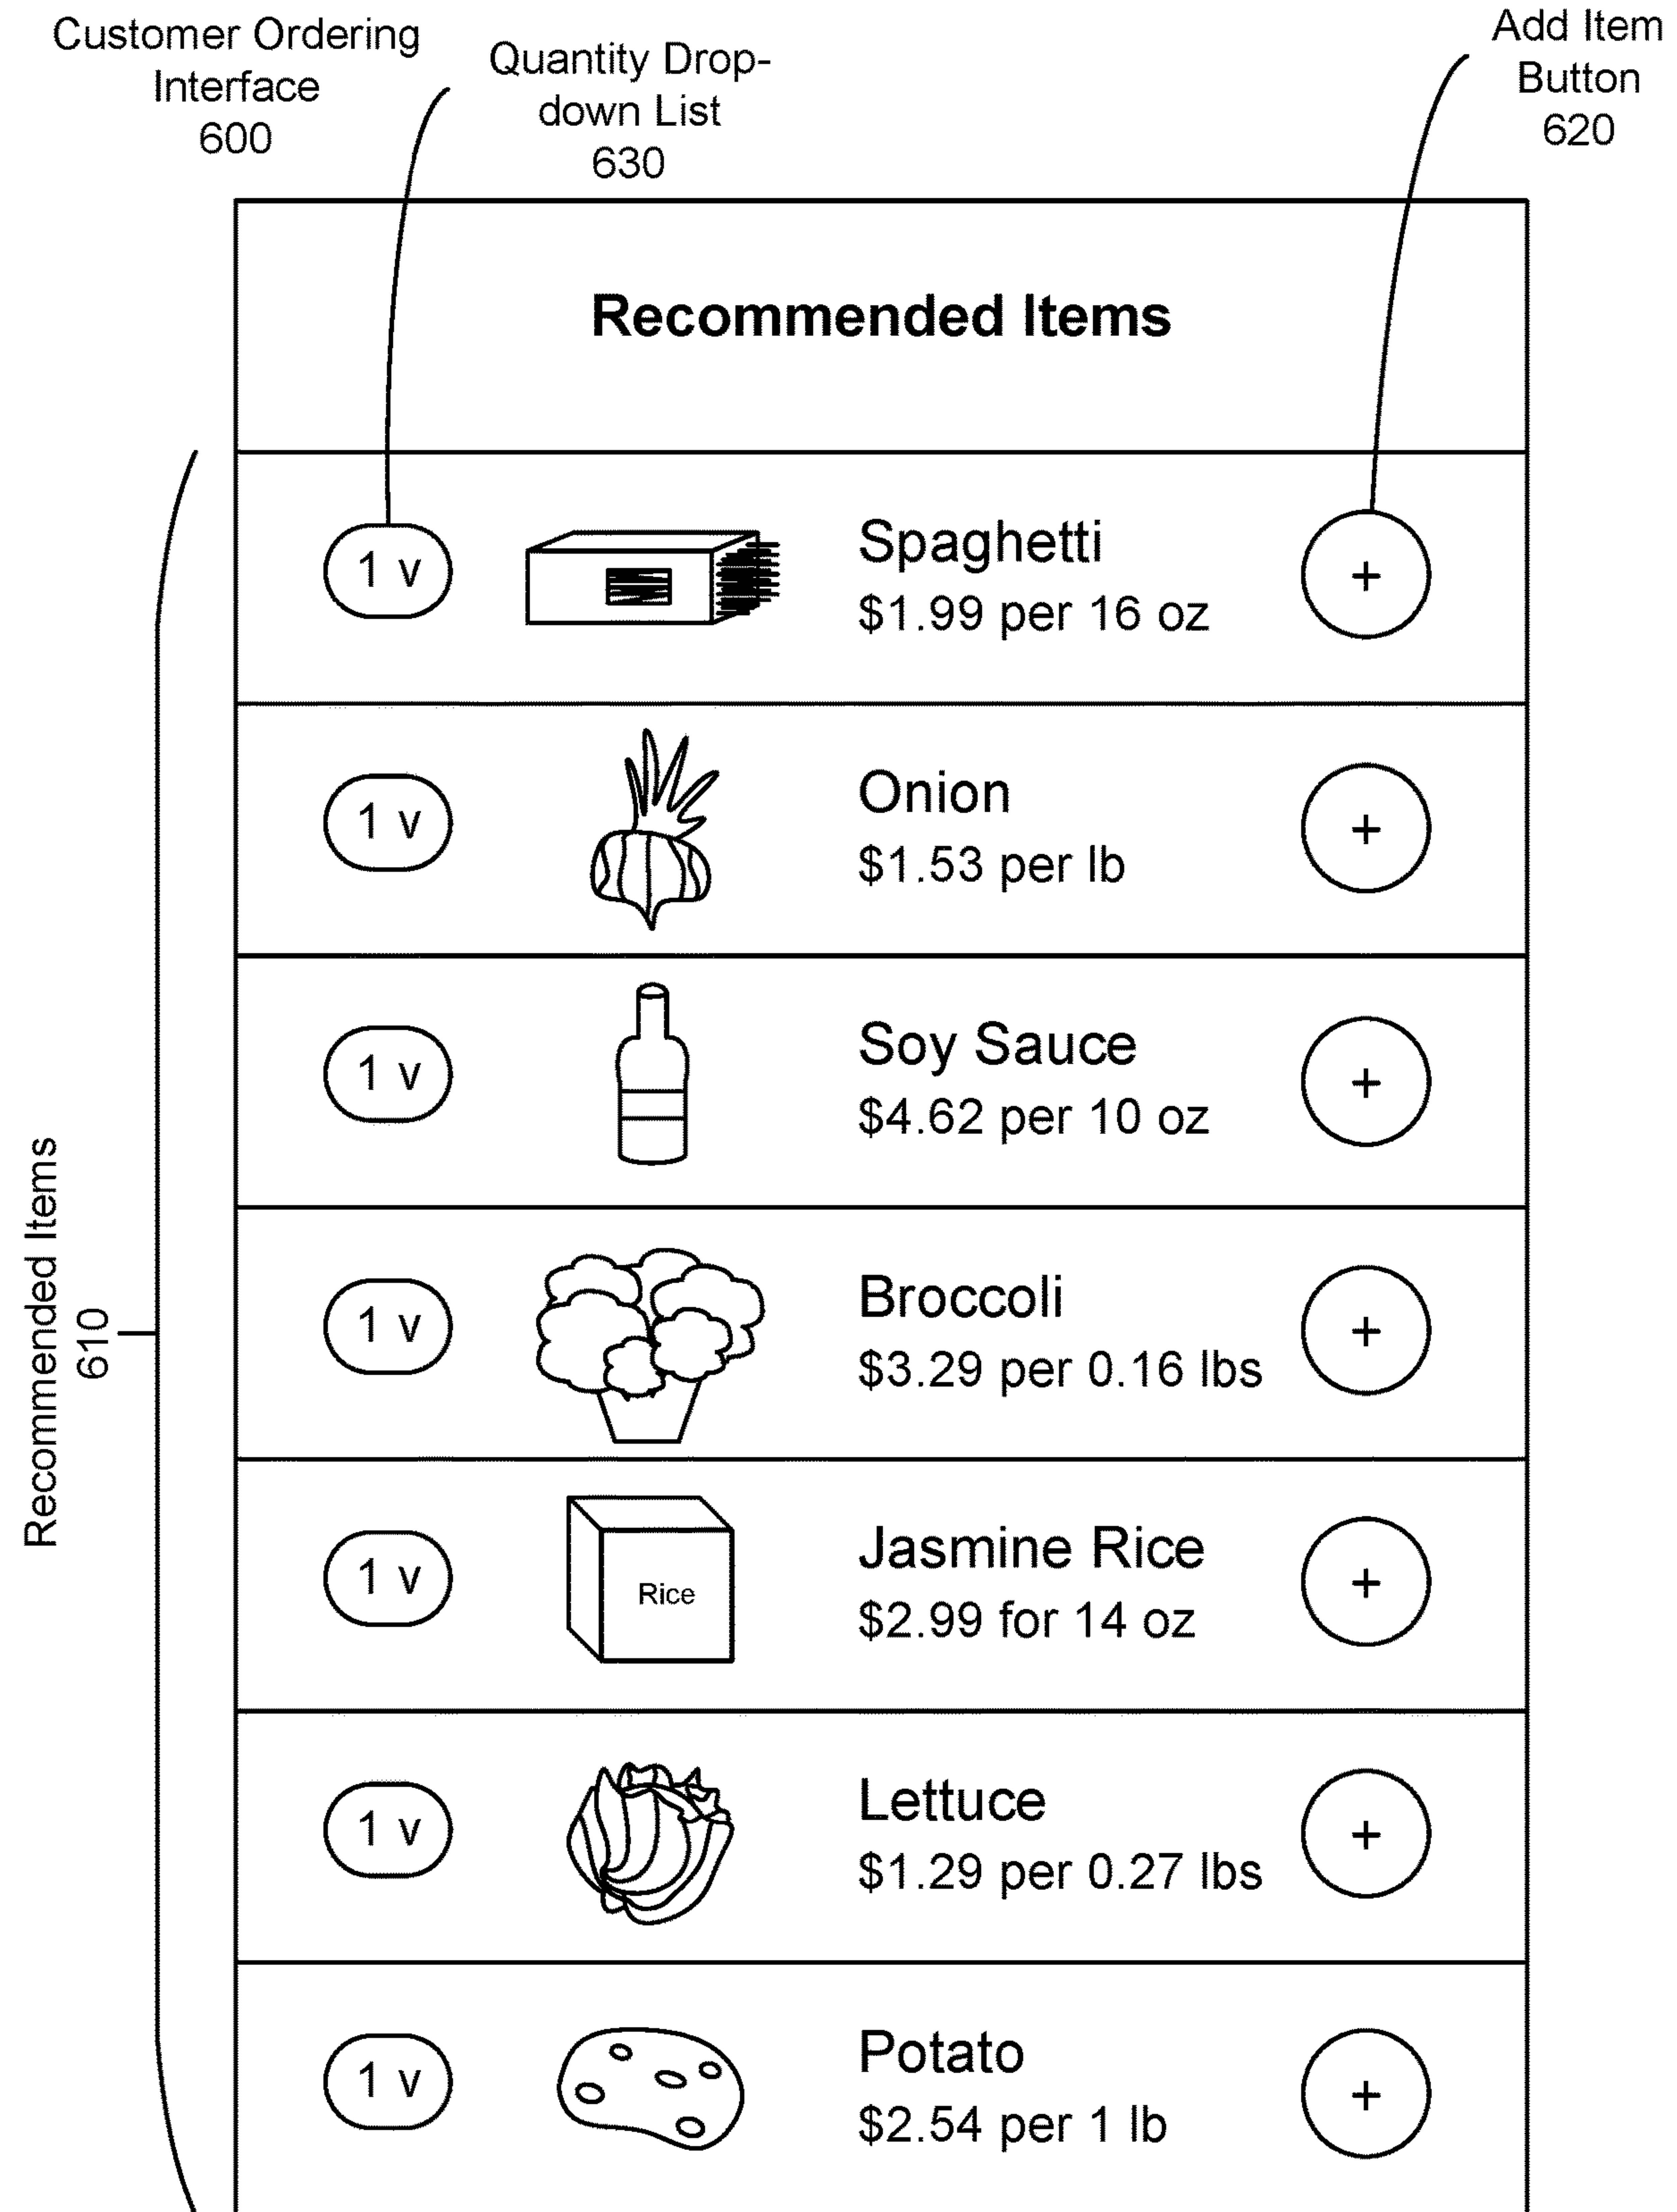 Customer Ordering
Interface
600
Quantity Drop-
down List
630
Add Item
Button
620
Recommended Items
Recommended Items
610
1 v
Spaghetti
$1.99 per 16 oz
+
1 v
Onion
$1.53 per lb
+
1 v
Soy Sauce
$4.62 per 10 oz
+
1 v
Broccoli
$3.29 per 0.16 lbs
+
1 v
Rice
Jasmine Rice
$2.99 for 14 oz
+
1 v
Lettuce
$1.29 per 0.27 lbs
+
1 v
Potato
$2.54 per 1 lb
+